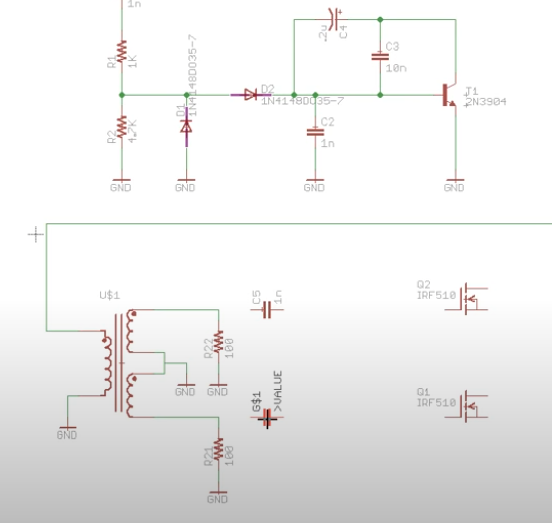 1n
R1
1K
D1
1N4148DO35-7
C4
.2u
C3
10n
D2
1N4148DO35-7
T1
2N3904
R2
4.7K
C2
1n
GND
GND
GND
GND
U$1
C5
1n
Q2
IRF510
R22
100
GND
GND
G$1
>VALUE
Q1
IRF510
GND
R21
100
GND